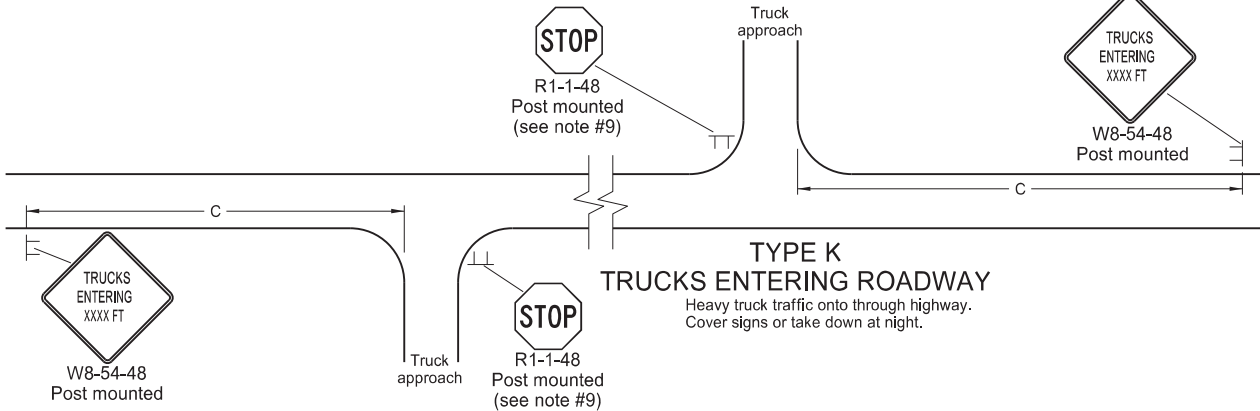 STOP
R1-1-48
Post mounted
(see note #9)
Truck
approach
TRUCKS
ENTERING
XXXX FT
W8-54-48
Post mounted
C
C
TRUCKS
ENTERING
XXXX FT
W8-54-48
Post mounted
Truck
approach
STOP
R1-1-48
Post mounted
(see note #9)
TYPE K
TRUCKS ENTERING ROADWAY
Heavy truck traffic onto through highway.
Cover signs or take down at night.